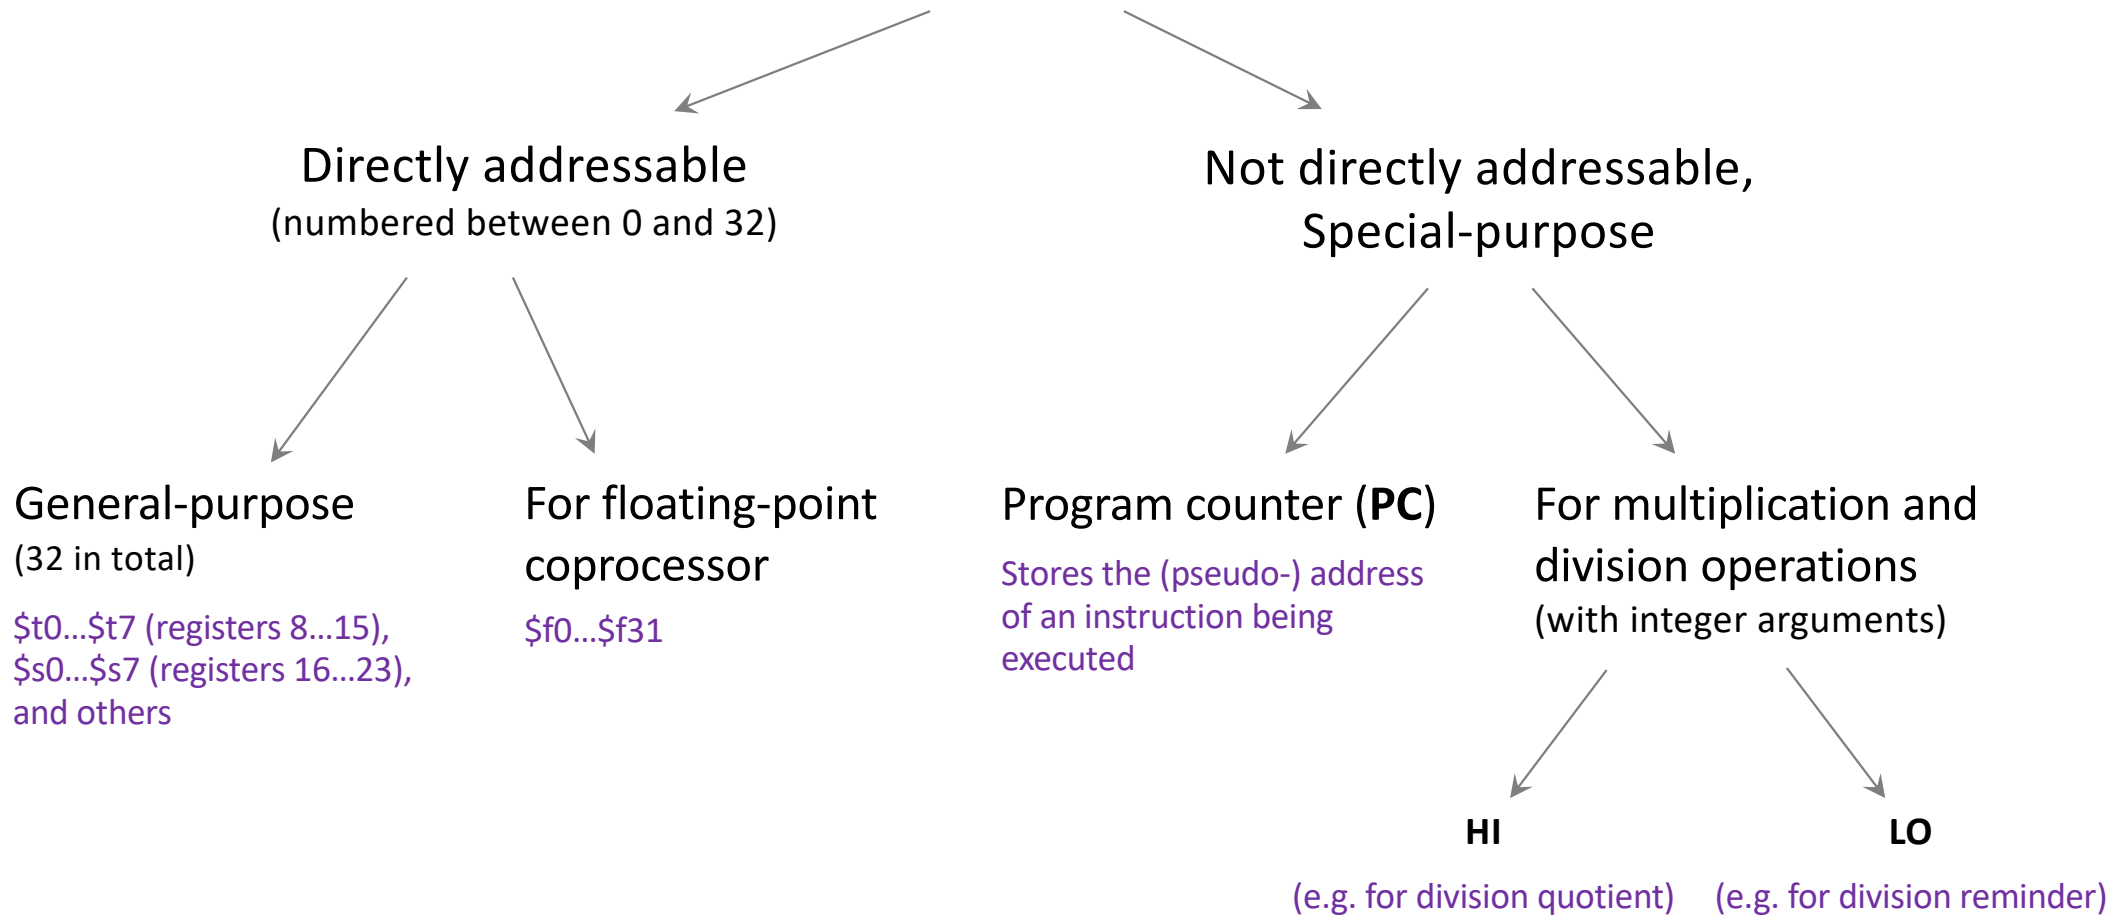 Directly addressable
(numbered between 0 and 32)
Not directly addressable,
Special-purpose
General-purpose
(32 in total)
$t0...$t7 (registers 8...15),
$s0...$s7 (registers 16...23),
and others
For floating-point
coprocessor
$f0...$f31
Program counter (PC)
Stores the (pseudo-) address
of an instruction being
executed
For multiplication and
division operations
(with integer arguments)
HI
(e.g. for division quotient)
LO
(e.g. for division reminder)